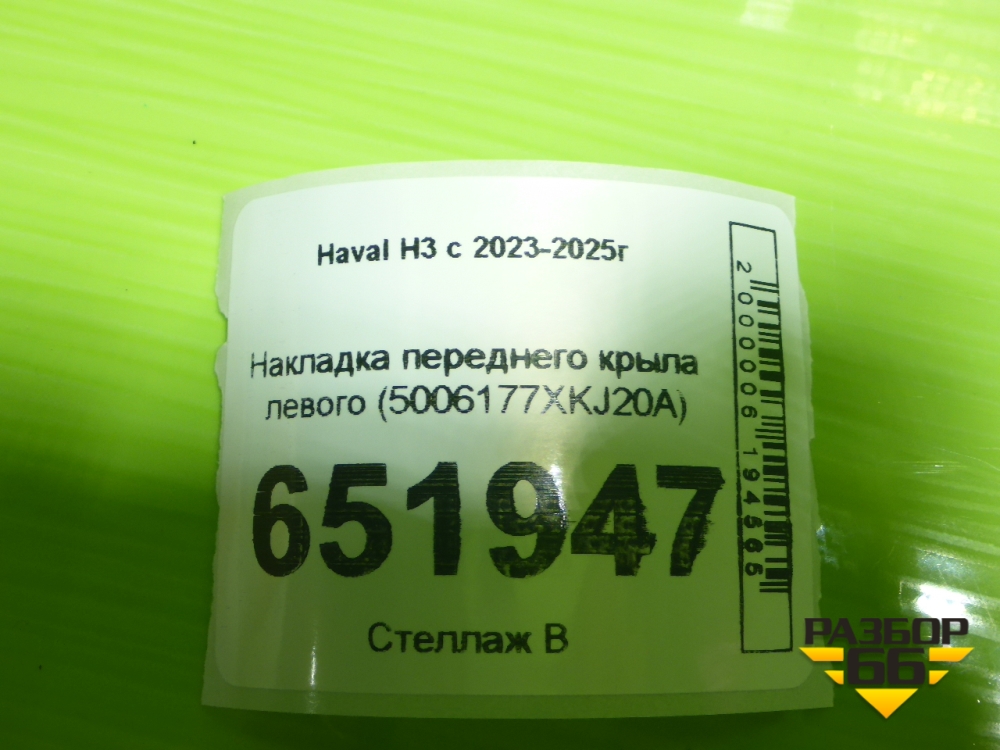 Haval H3 с 2023-2025г
Накладка переднего крыла
левого (5006177XKJ20A)
651947
Стеллаж В
2000006194565
РАЗБОР
66